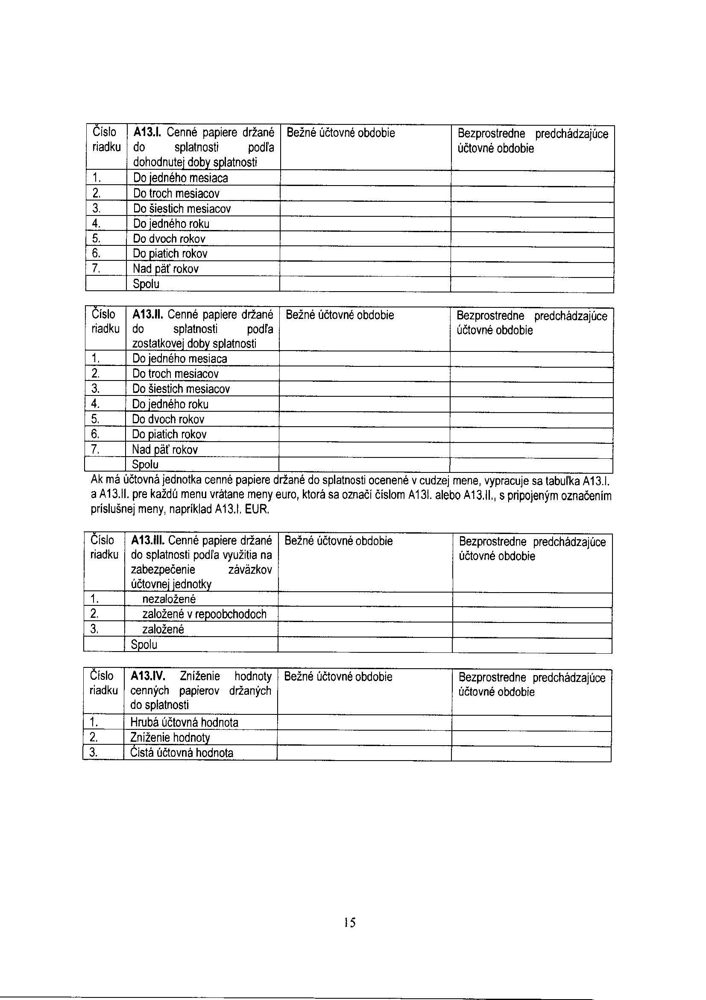 Číslo riadku A13.I. Cenné papiere držané do splatnosti podľa dohodnutej doby splatnosti Bežné účtovné obdobie Bezprostredne predchádzajúce účtovné obdobie
1. Do jedného mesiaca
2. Do troch mesiacov
3. Do šiestich mesiacov
4. Do jedného roku
5. Do dvoch rokov
6. Do piatich rokov
7. Nad päť rokov
Spolu
Číslo riadku A13.II. Cenné papiere držané do splatnosti podľa zostatkovej doby splatnosti Bežné účtovné obdobie Bezprostredne predchádzajúce účtovné obdobie
1. Do jedného mesiaca
2. Do troch mesiacov
3. Do šiestich mesiacov
4. Do jedného roku
5. Do dvoch rokov
6. Do piatich rokov
7. Nad päť rokov
Spolu
Ak má účtovná jednotka cenné papiere držané do splatnosti ocenené v cudzej mene, vypracuje sa tabuľka A13.I.
a A13.II. pre každú menu vrátane meny euro, ktorá sa označí číslom A13I. alebo A13.II., s pripojeným označením
príslušnej meny, napríklad A13.I. EUR.
Číslo riadku A13.III. Cenné papiere držané do splatnosti podľa využitia na zabezpečenie záväzkov účtovnej jednotky Bežné účtovné obdobie Bezprostredne predchádzajúce účtovné obdobie
1. nezaložené
2. založené v repoobchodoch
3. založené
Spolu
Číslo riadku A13.IV. Zníženie hodnoty cenných papierov držaných do splatnosti Bežné účtovné obdobie Bezprostredne predchádzajúce účtovné obdobie
1. Hrubá účtovná hodnota
2. Zníženie hodnoty
3. Čistá účtovná hodnota
15